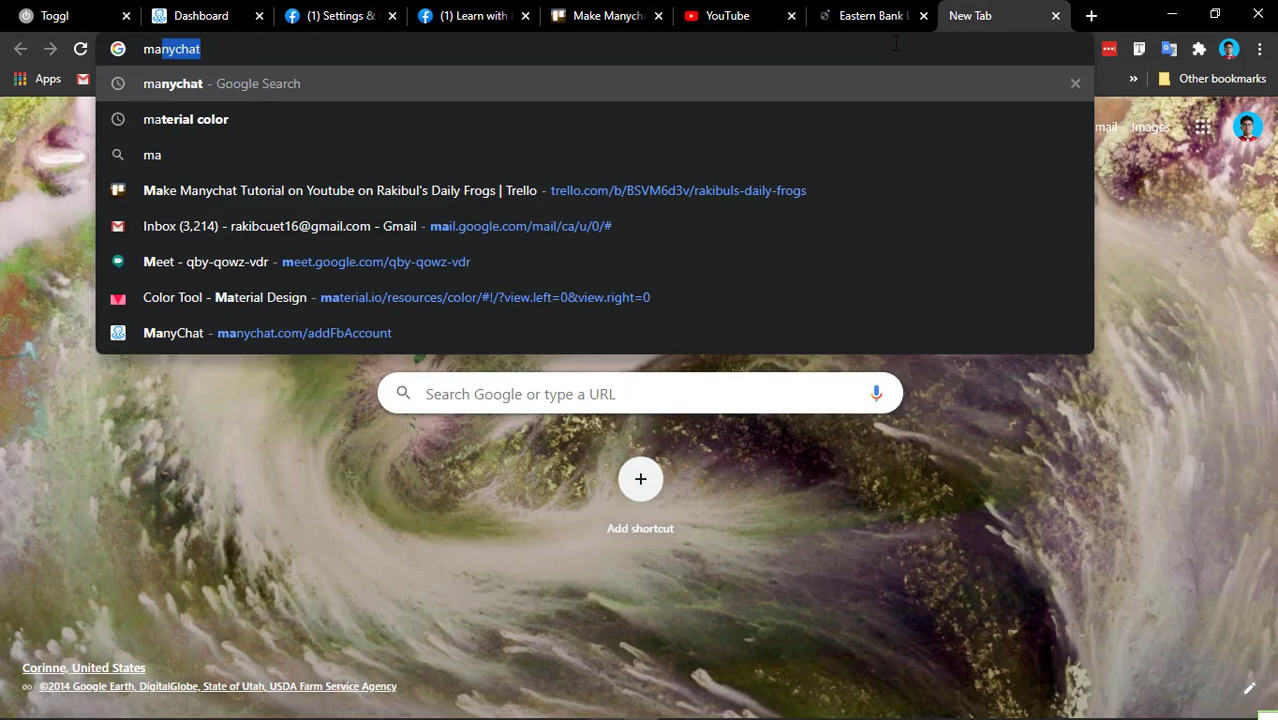 Toggl
Dashboard
(1) Settings &
(1) Learn with
Make Manycha
YouTube
Eastern Bank L
New Tab
manychat
Apps
Other bookmarks
manychat - Google Search
material color
ma
Make Manychat Tutorial on Youtube on Rakibul's Daily Frogs | Trello - trello.com/b/BSVM6d3v/rakibuls-daily-frogs
Inbox (3,214) - rakibcuet16@gmail.com - Gmail - mail.google.com/mail/ca/u/0/#
Meet - qby-qowz-vdr - meet.google.com/qby-qowz-vdr
Color Tool - Material Design - material.io/resources/color/#!/?view.left=0&view.right=0
ManyChat - manychat.com/addFbAccount
mail
Images
Search Google or type a URL
Add shortcut
Corinne, United States
©2014 Google Earth, DigitalGlobe, State of Utah, USDA Farm Service Agency